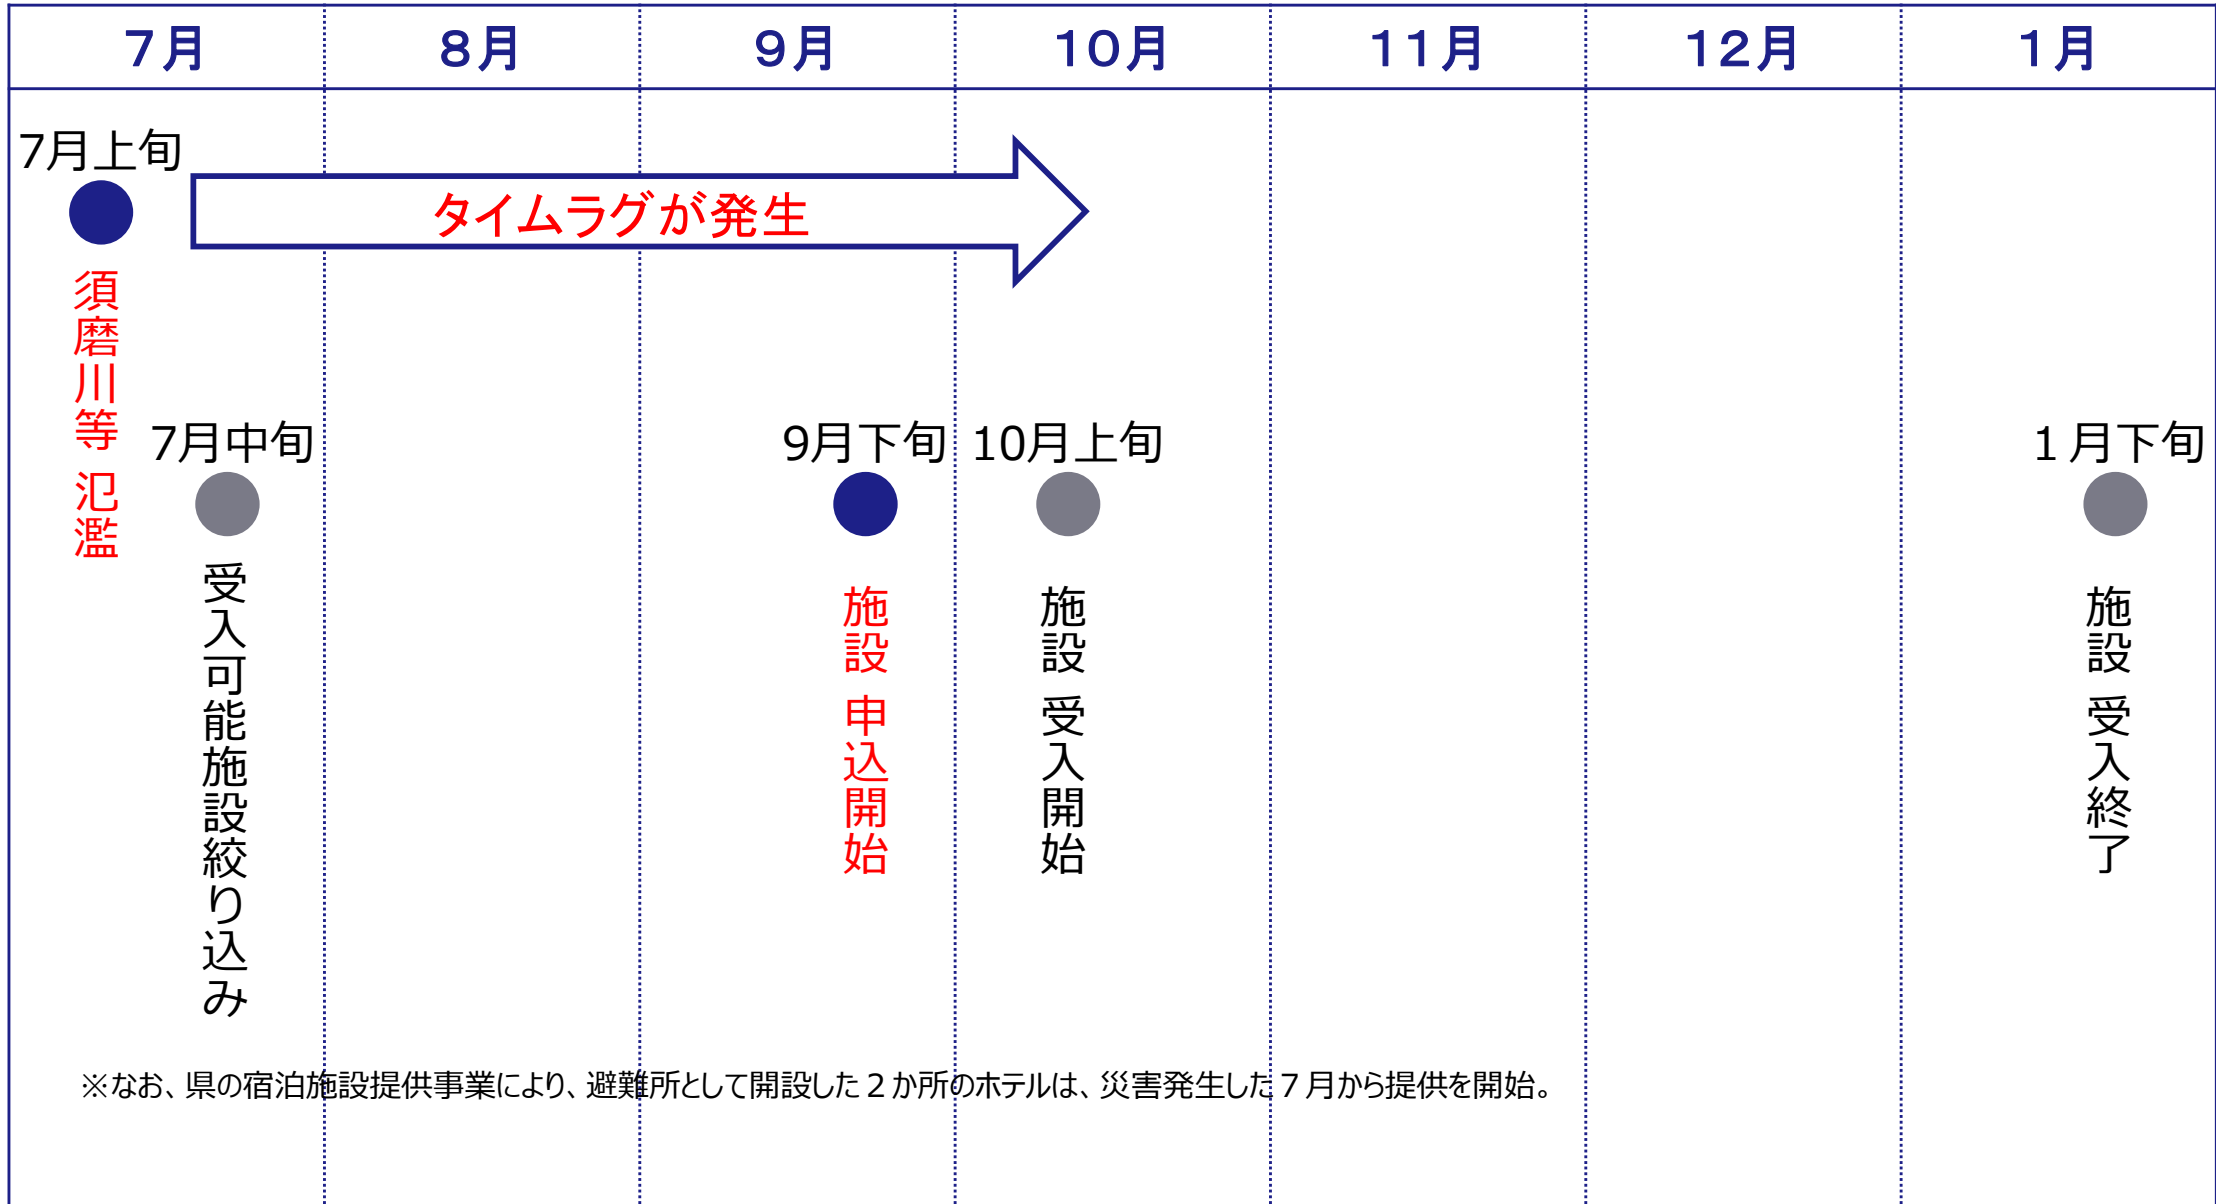 7月
8月
9月
10月
11月
12月
1月
7月上旬
タイムラグが発生
須磨川等 氾濫
7月中旬
受入可能施設絞り込み
9月下旬
施設 申込開始
10月上旬
施設 受入開始
１月下旬
施設 受入終了
※なお、県の宿泊施設提供事業により、避難所として開設した２か所のホテルは、災害発生した７月から提供を開始。